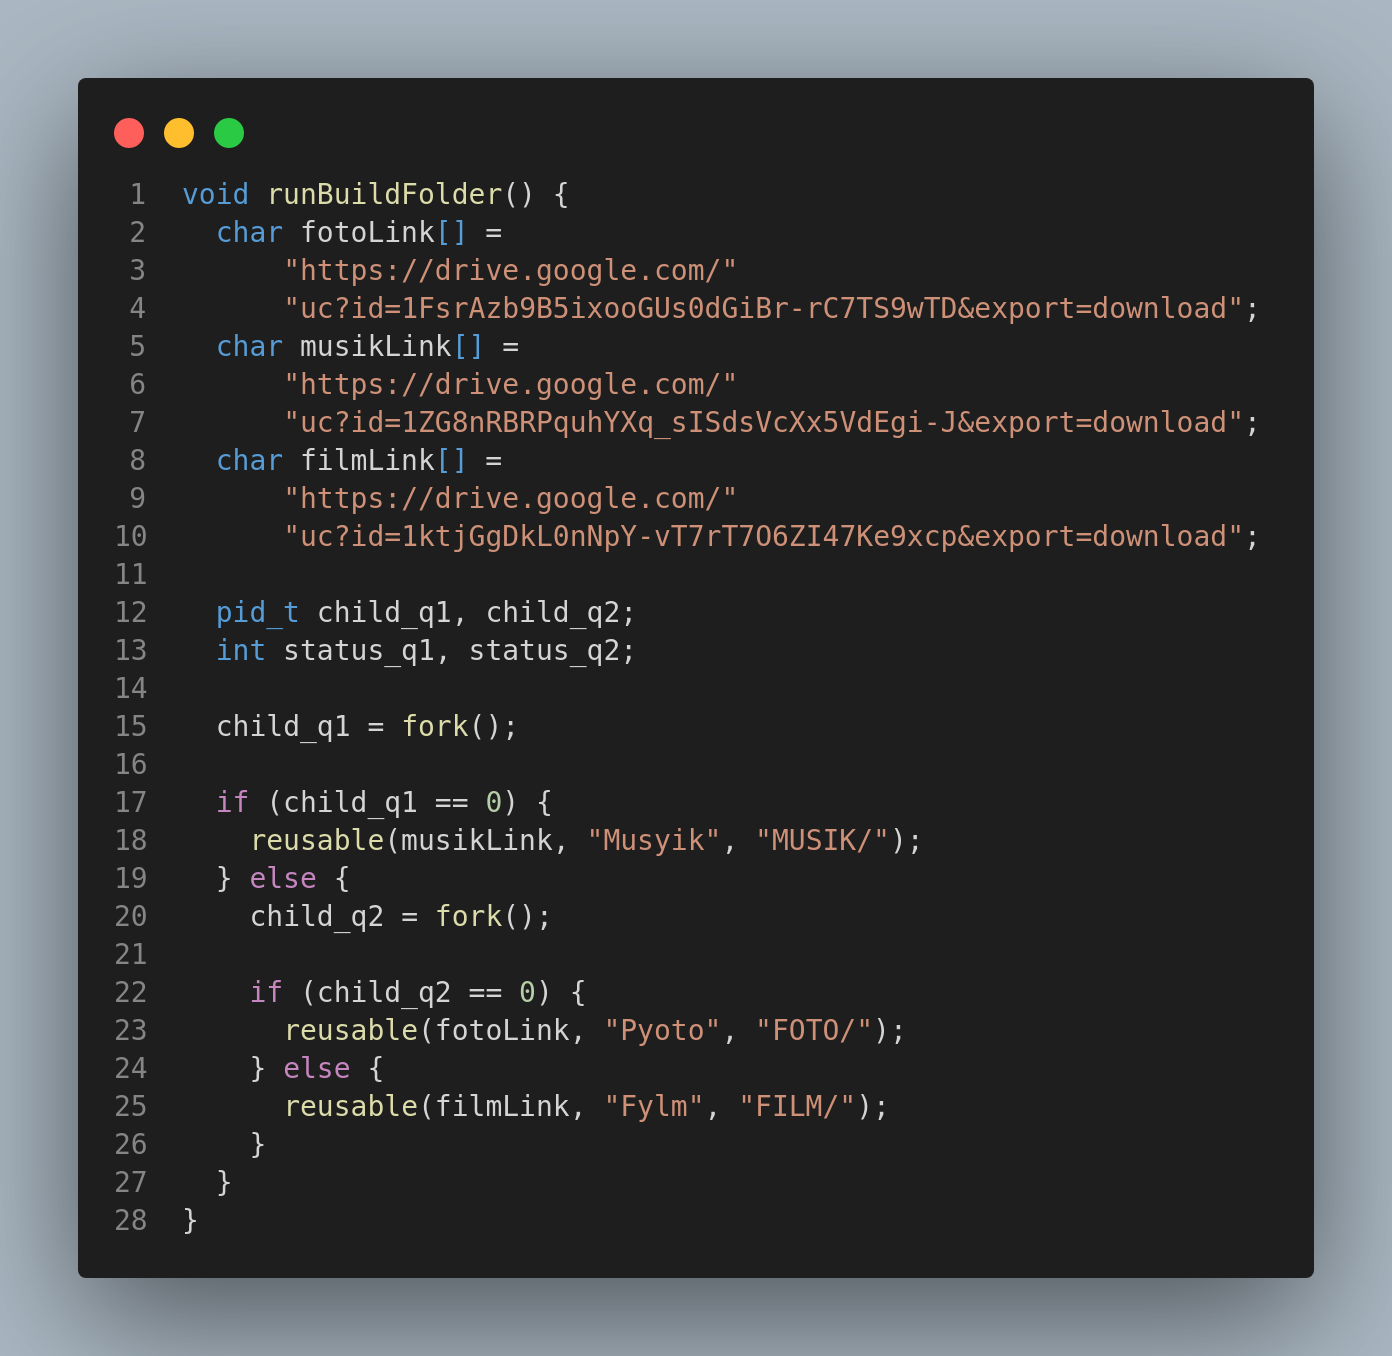 1 void runBuildFolder() {
2   char fotoLink[] =
3       "https://drive.google.com/"
4       "uc?id=1FsrAzb9B5ixooGUs0dGiBr-rC7TS9wTD&export=download";
5   char musikLink[] =
6       "https://drive.google.com/"
7       "uc?id=1ZG8nRBRPquhYXq_sISdsVcXx5VdEgi-J&export=download";
8   char filmLink[] =
9       "https://drive.google.com/"
10       "uc?id=1ktjGgDkL0nNpY-vT7rT7O6ZI47Ke9xcp&export=download";
11
12   pid_t child_q1, child_q2;
13   int status_q1, status_q2;
14
15   child_q1 = fork();
16
17   if (child_q1 == 0) {
18     reusable(musikLink, "Musyik", "MUSIK/");
19   } else {
20     child_q2 = fork();
21
22     if (child_q2 == 0) {
23       reusable(fotoLink, "Pyoto", "FOTO/");
24     } else {
25       reusable(filmLink, "Fylm", "FILM/");
26     }
27   }
28 }